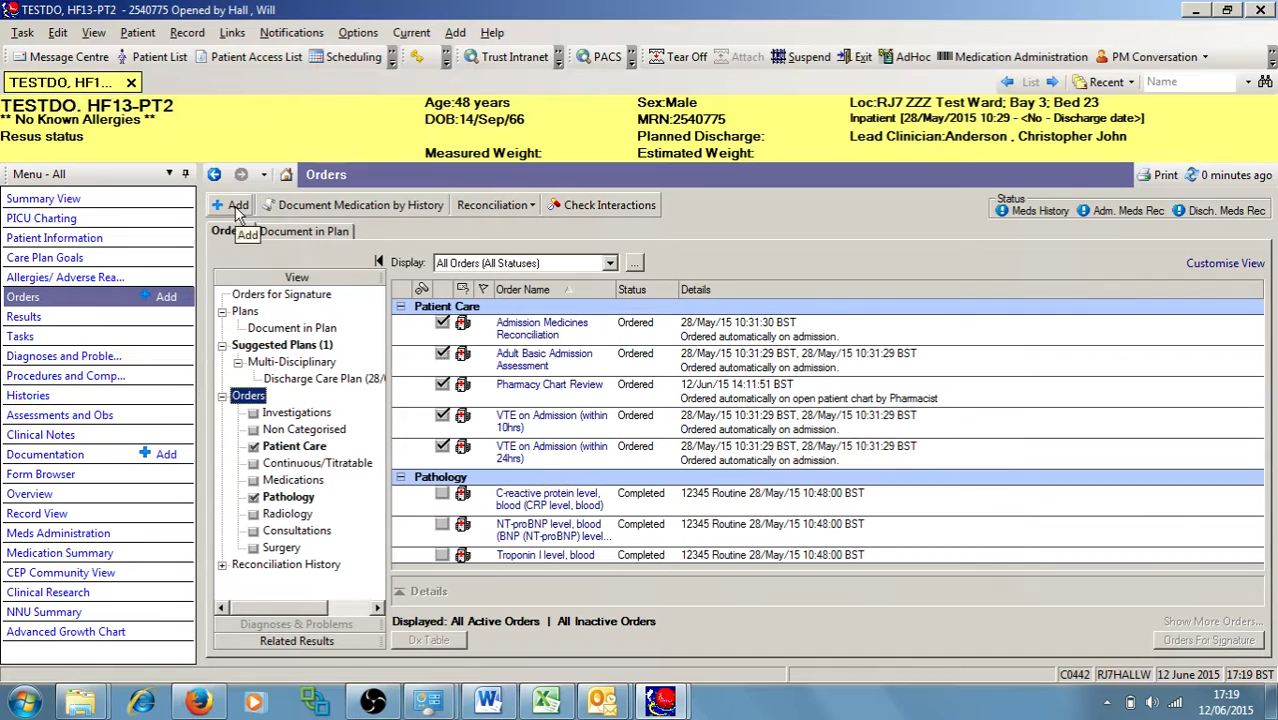 TESTDO, HF13-PT2 - 2540775 Opened by Hall , Will
Task Edit View Patient Record Links Notifications Options Current Add Help
Message Centre Patient List Patient Access List Scheduling Trust Intranet PACS Tear Off Attach Suspend Exit AdHoc Medication Administration PM Conversation
TESTDO, HF1... List Recent Name
TESTDO. HF13-PT2 Age:48 years Sex:Male Loc:RJ7 ZZZ Test Ward; Bay 3; Bed 23
** No Known Allergies ** DOB:14/Sep/66 MRN:2540775 Inpatient [28/May/2015 10:29 - <No - Discharge date>]
Resus status Planned Discharge: Lead Clinician:Anderson , Christopher John
Measured Weight: Estimated Weight:
Menu - All
Summary View
PICU Charting
Patient Information
Care Plan Goals
Allergies/ Adverse Rea...
Orders Add
Results
Tasks
Diagnoses and Proble...
Procedures and Comp...
Histories
Assessments and Obs
Clinical Notes
Documentation Add
Form Browser
Overview
Record View
Meds Administration
Medication Summary
CEP Community View
Clinical Research
NNU Summary
Advanced Growth Chart
Orders Print 0 minutes ago
Add Document Medication by History Reconciliation Check Interactions
Status
Meds History Adm. Meds Rec Disch. Meds Rec
Orde Document in Plan
Add
View
Orders for Signature
Plans
Document in Plan
Suggested Plans (1)
Multi-Disciplinary
Discharge Care Plan (28/
Orders
Investigations
Non Categorised
Patient Care
Continuous/Titratable
Medications
Pathology
Radiology
Consultations
Surgery
Reconciliation History
Diagnoses & Problems
Related Results
Display: All Orders (All Statuses) ... Customise View
Order Name Status Details
Patient Care
Admission Medicines Reconciliation Ordered 28/May/15 10:31:30 BST
Ordered automatically on admission.
Adult Basic Admission Assessment Ordered 28/May/15 10:31:29 BST, 28/May/15 10:31:29 BST
Ordered automatically on admission.
Pharmacy Chart Review Ordered 12/Jun/15 14:11:51 BST
Ordered automatically on open patient chart by Pharmacist
VTE on Admission (within 10hrs) Ordered 28/May/15 10:31:29 BST, 28/May/15 10:31:29 BST
Ordered automatically on admission.
VTE on Admission (within 24hrs) Ordered 28/May/15 10:31:29 BST, 28/May/15 10:31:29 BST
Ordered automatically on admission.
Pathology
C-reactive protein level, blood (CRP level, blood) Completed 12345 Routine 28/May/15 10:48:00 BST
NT-proBNP level, blood (BNP (NT-proBNP) level... Completed 12345 Routine 28/May/15 10:48:00 BST
Troponin I level, blood Completed 12345 Routine 28/May/15 10:48:00 BST
Details
Displayed: All Active Orders | All Inactive Orders Show More Orders...
Dx Table Orders For Signature
C0442 RJ7HALLW 12 June 2015 17:19 BST
17:19
12/06/2015